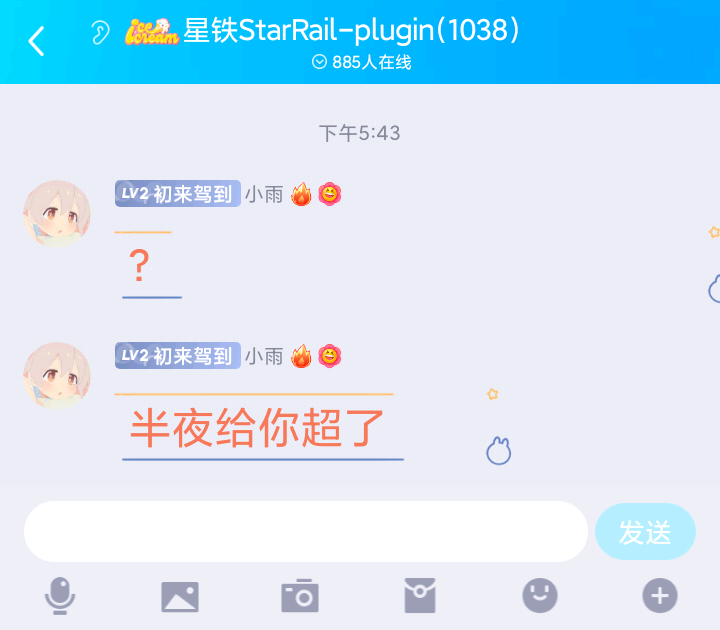 ice cream 星铁StarRail-plugin(1038)
885人在线
下午5:43
LV2 初来驾到 小雨
?
LV2 初来驾到 小雨
半夜给你超了
发送